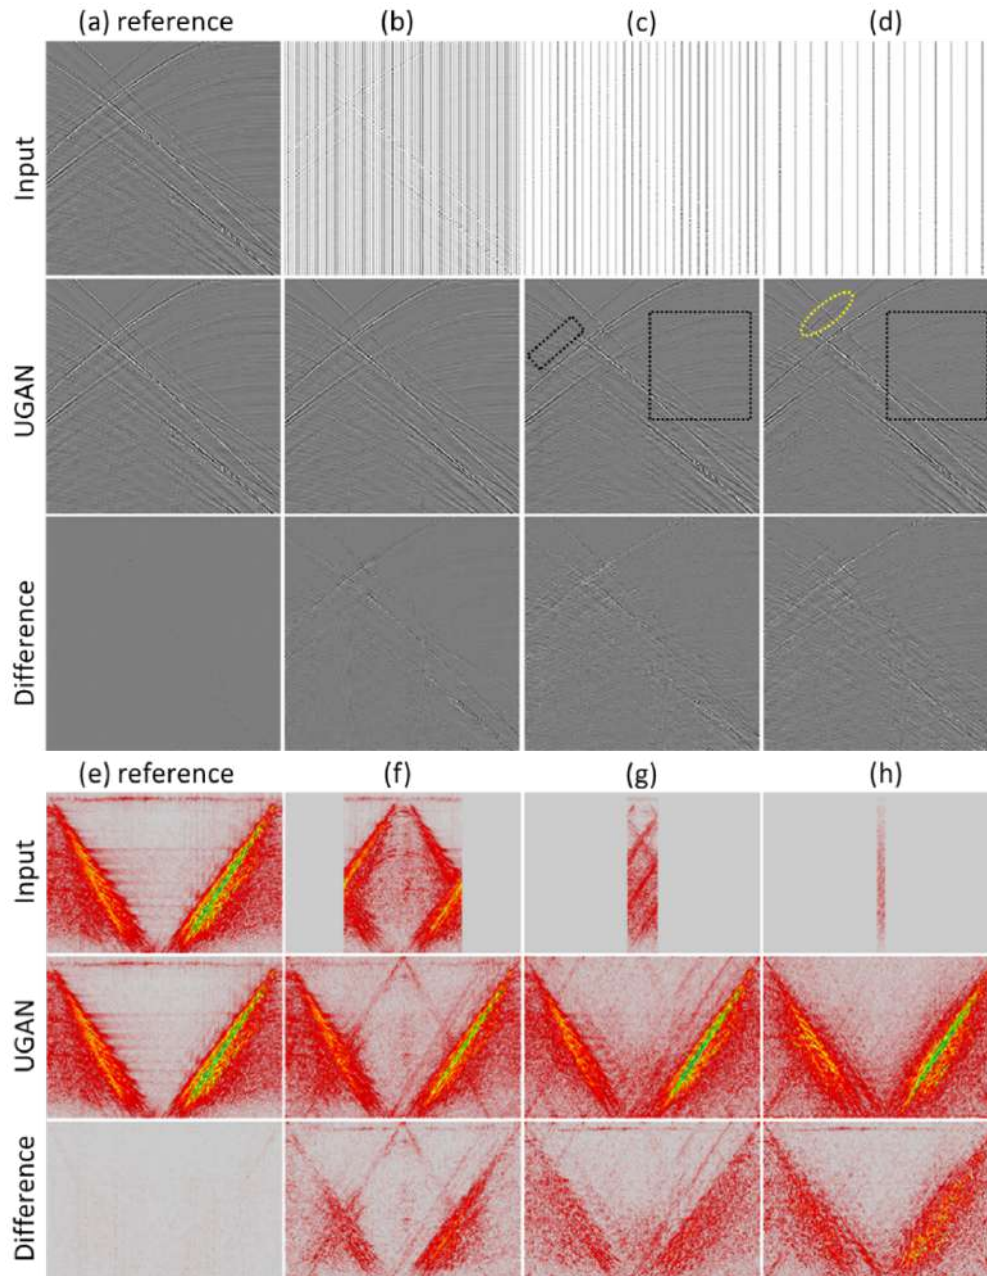 (a) reference (b) (c) (d)
Input
UGAN
Difference
(e) reference (f) (g) (h)
Input
UGAN
Difference